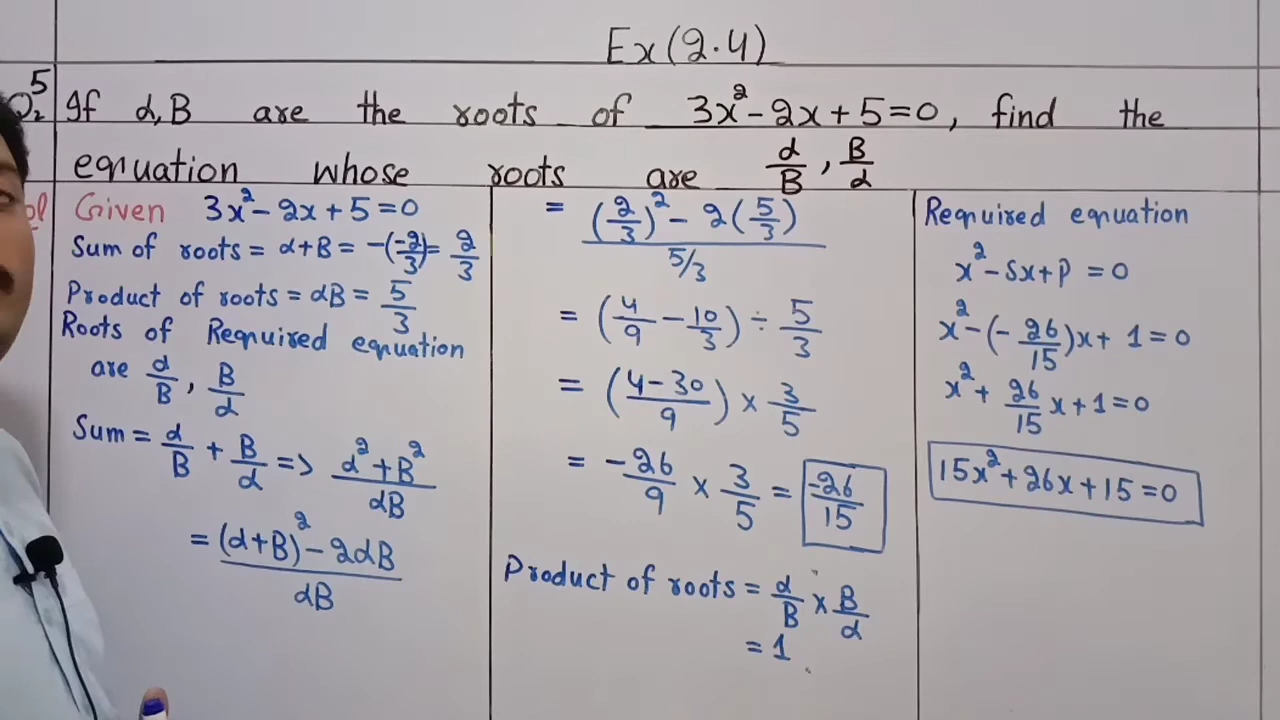 Ex(2.4)
Q5 If α,β are the roots of 3x²-2x+5=0, find the
equation whose roots are α/β, β/α
Given 3x²-2x+5=0
Sum of roots = α+β = -(-2/3) = 2/3
Product of roots = αβ = 5/3
Roots of Required equation
are α/β, β/α
Sum = α/β + β/α => α²+β²/αβ
= (α+β)²-2αβ/αβ
= (2/3)² - 2(5/3)/5/3
= (4/9 - 10/3) ÷ 5/3
= (4-30/9) × 3/5
= -26/9 × 3/5 = -26/15
Product of roots = α/β × β/α
= 1
Required equation
x²-Sx+P = 0
x²-(-26/15)x + 1 = 0
x² + 26/15x + 1 = 0
15x²+26x+15=0